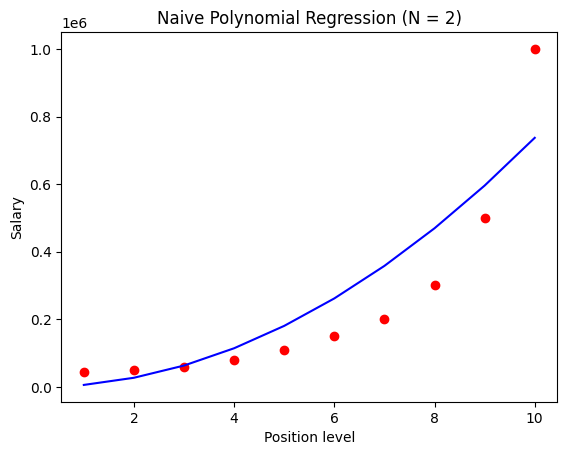 Naive Polynomial Regression (N = 2)
1e6
1.0
0.8
0.6
0.4
0.2
0.0
Salary
2 4 6 8 10
Position level